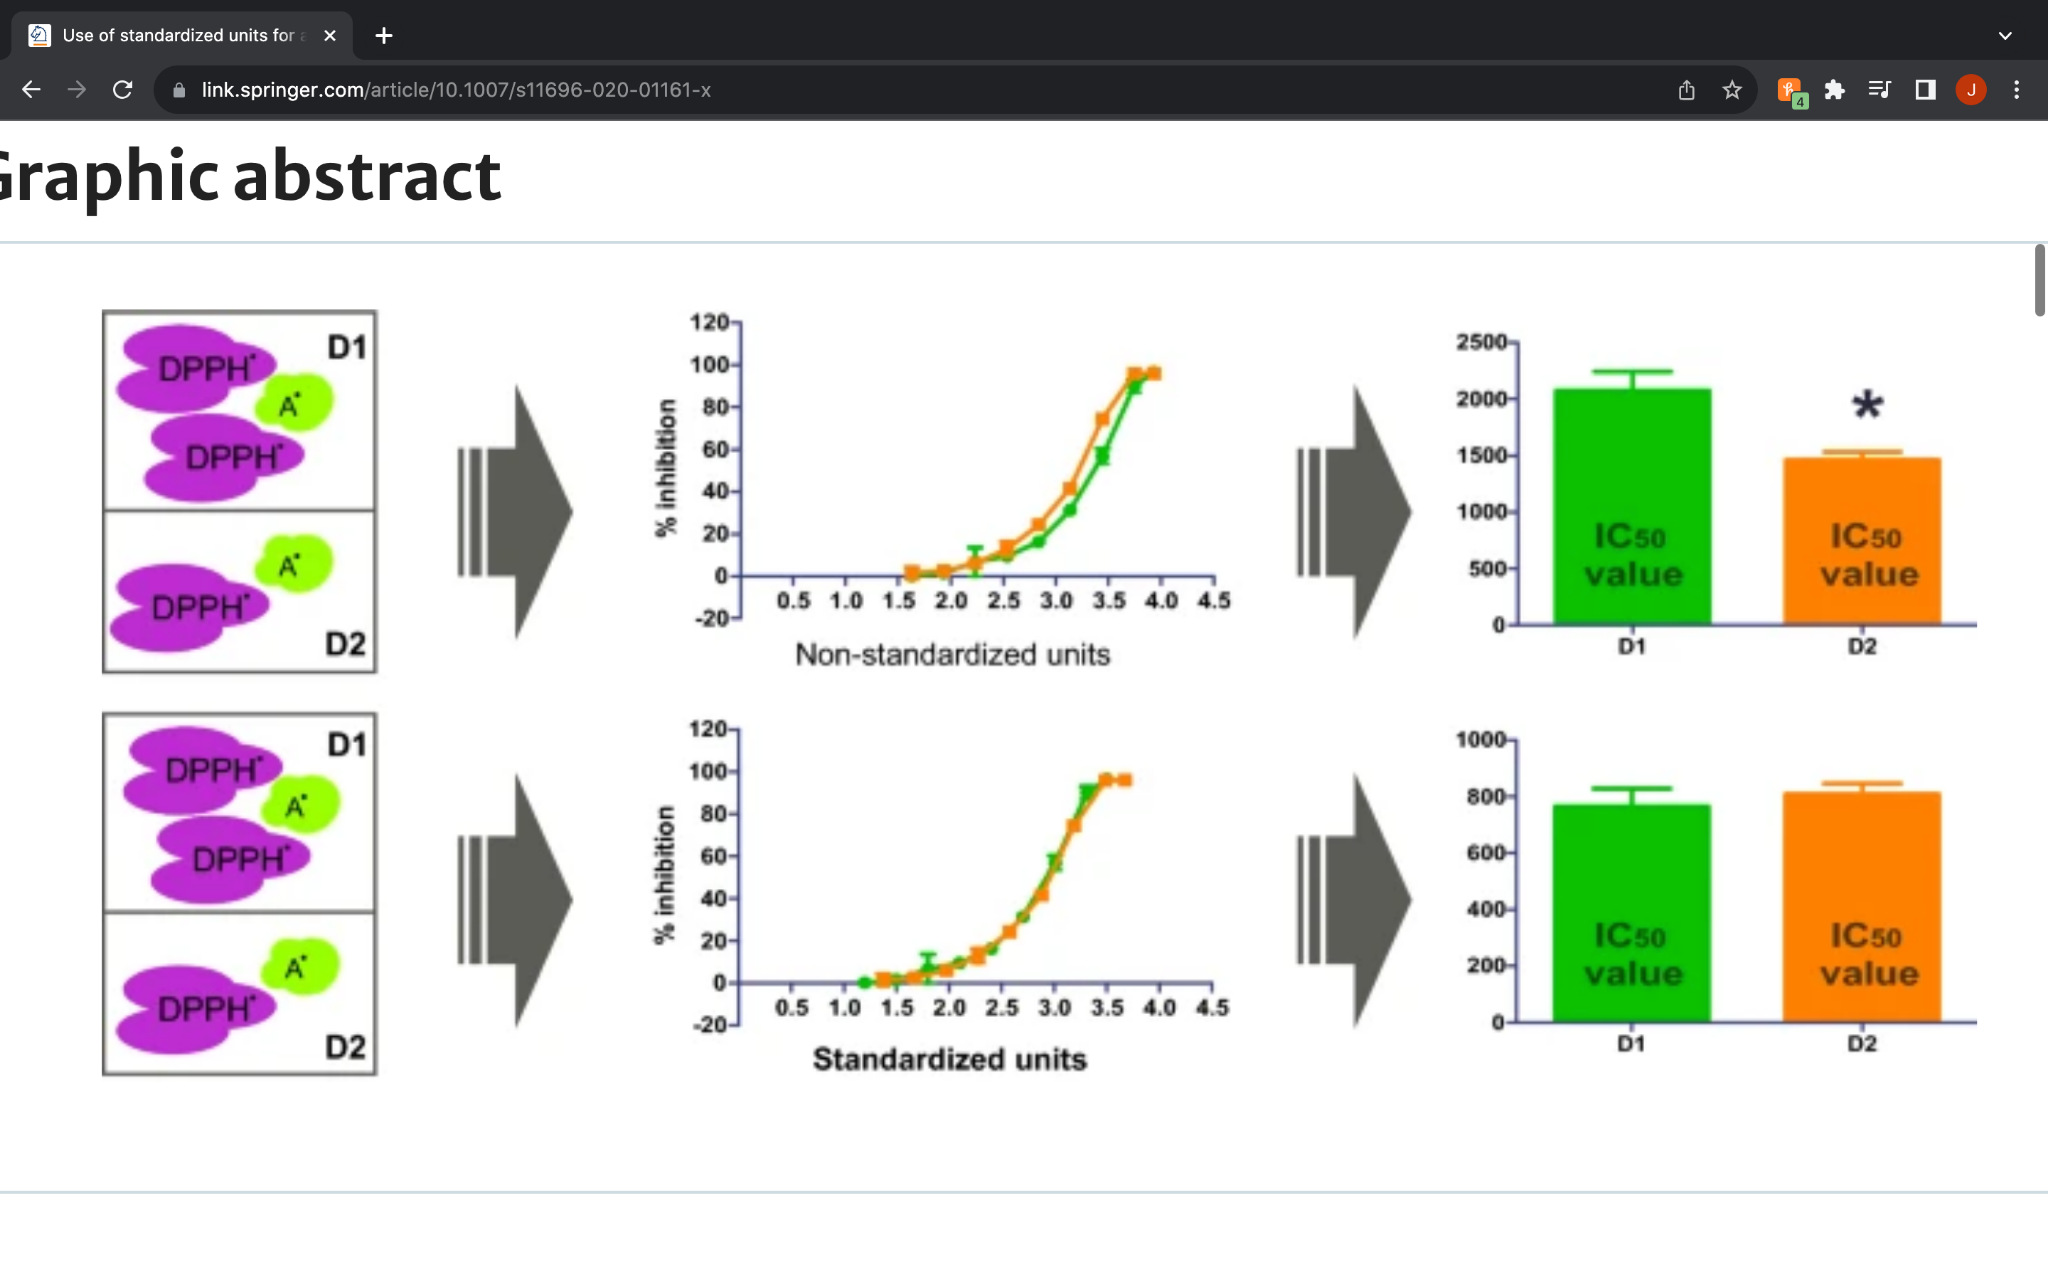 Use of standardized units for a
link.springer.com/article/10.1007/s11696-020-01161-x
4
J
Graphic abstract
DPPH•
D1
A•
DPPH•
A•
DPPH•
D2
120
100
80
60
40
20
0
-20
% inhibition
0.5 1.0 1.5 2.0 2.5 3.0 3.5 4.0 4.5
Non-standardized units
2500
2000
1500
1000
500
0
*
IC50 value
IC50 value
D1 D2
DPPH•
D1
A•
DPPH•
A•
DPPH•
D2
120
100
80
60
40
20
0
-20
% inhibition
0.5 1.0 1.5 2.0 2.5 3.0 3.5 4.0 4.5
Standardized units
1000
800
600
400
200
0
IC50 value
IC50 value
D1 D2